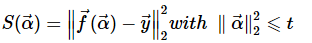 S(α⃗) = ‖f⃗(α⃗) − y⃗‖₂² with ‖ α⃗ ‖₂² ⩽ t